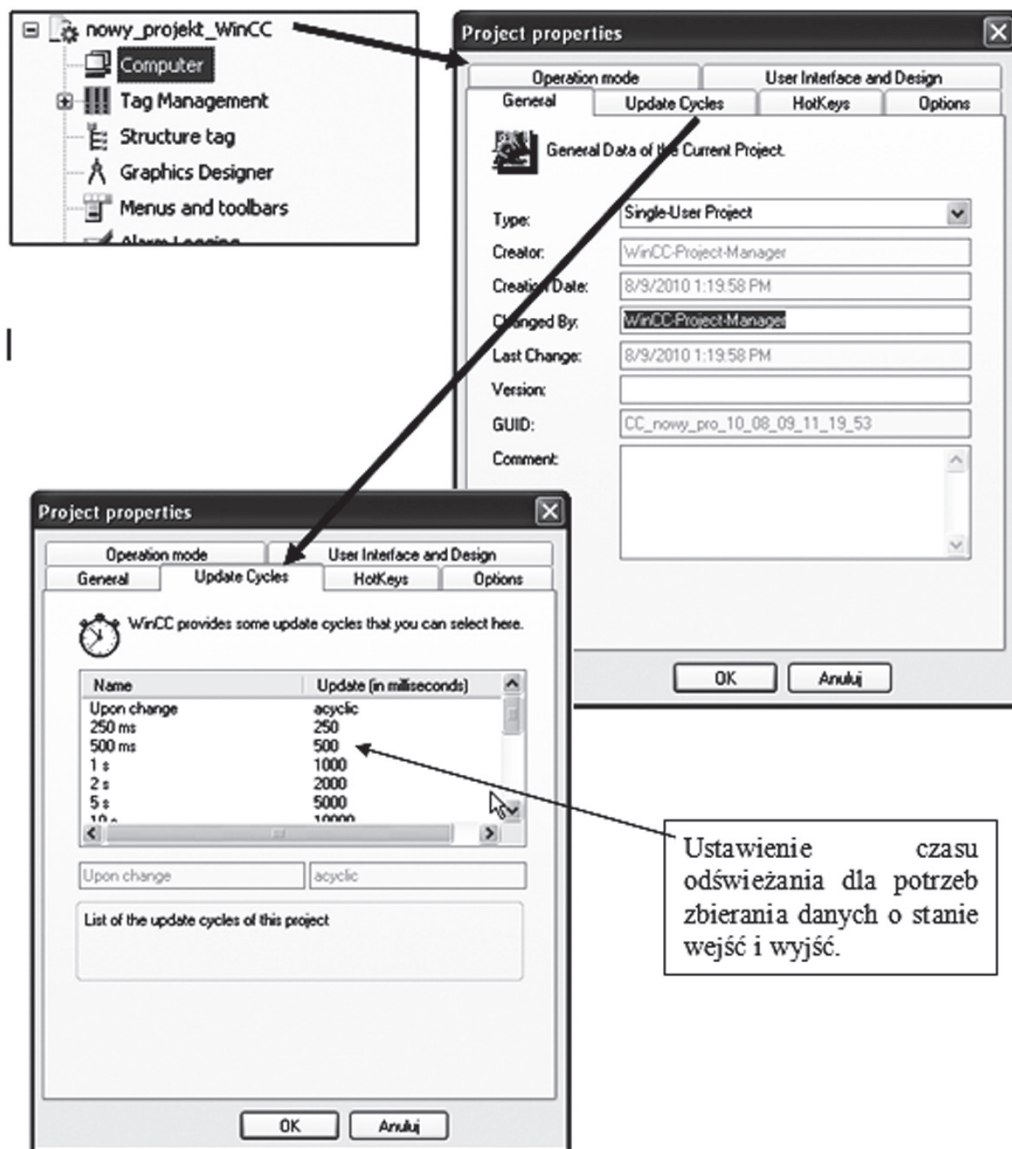 nowy_projekt_WinCC
Computer
Tag Management
Structure tag
Graphics Designer
Menus and toolbars
Alarm Logging
Project properties
Operation mode
User Interface and Design
General
Update Cycles
HotKeys
Options
General Data of the Current Project.
Type:
Single-User Project
Creator:
WinCC-Project-Manager
Creation Date:
8/9/2010 1:19:58 PM
Changed By:
WinCC-Project-Manager
Last Change:
8/9/2010 1:19:58 PM
Version:
GUID:
CC_nowy_pro_10_08_09_11_19_53
Comment:
OK
Anuluj
Project properties
Operation mode
User Interface and Design
General
Update Cycles
HotKeys
Options
WinCC provides some update cycles that you can select here.
Name Update (in milliseconds)
Upon change acyclic
250 ms 250
500 ms 500
1 s 1000
2 s 2000
5 s 5000
10 s 10000
Upon change acyclic
List of the update cycles of this project
OK
Anuluj
Ustawienie czasu
odświeżania dla potrzeb
zbierania danych o stanie
wejść i wyjść.